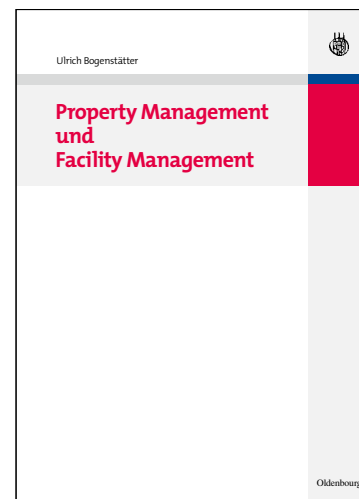 Ulrich Bogenstätter
Property Management
und
Facility Management
Oldenbourg